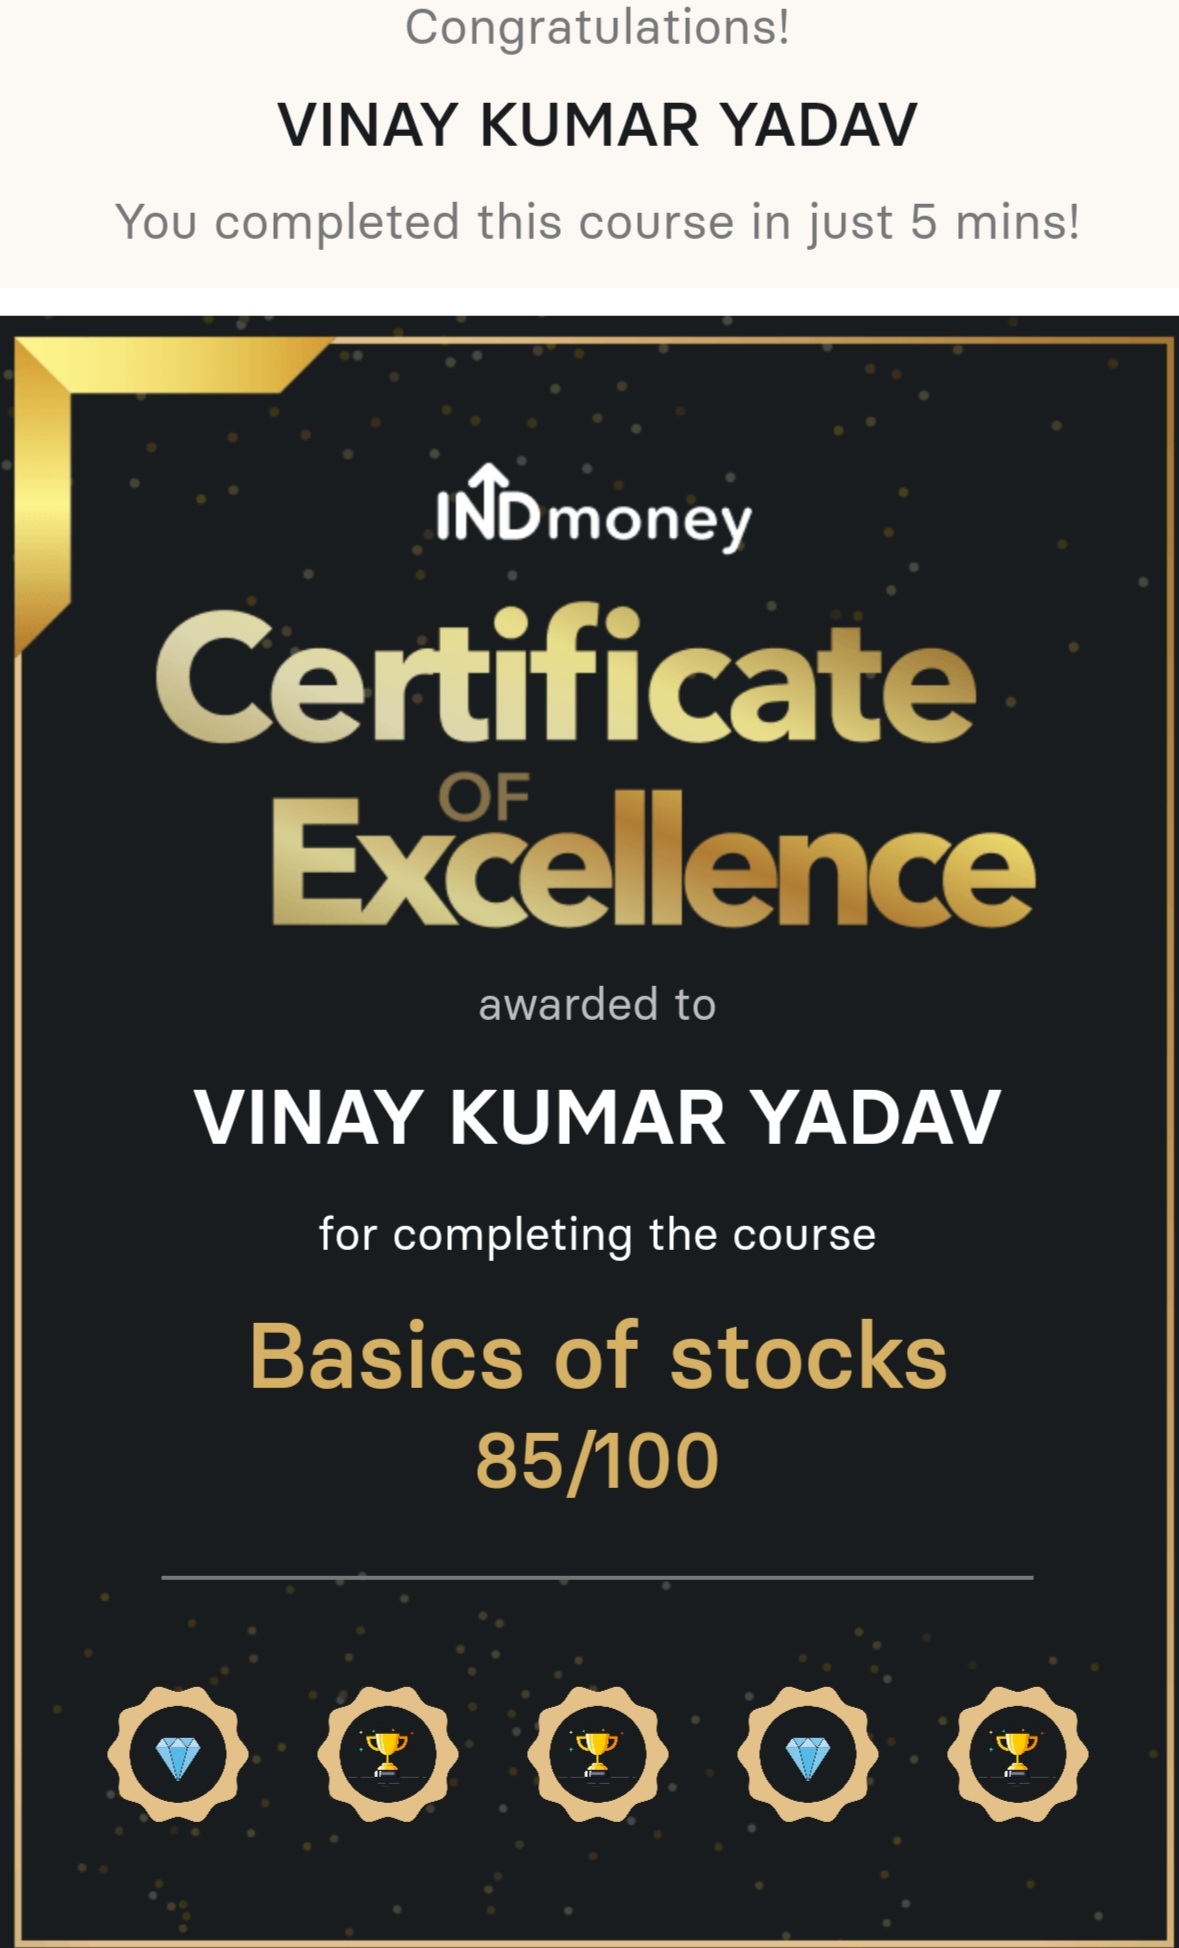 Congratulations!
VINAY KUMAR YADAV
You completed this course in just 5 mins!
INDmoney
Certificate
OF
Excellence
awarded to
VINAY KUMAR YADAV
for completing the course
Basics of stocks
85/100